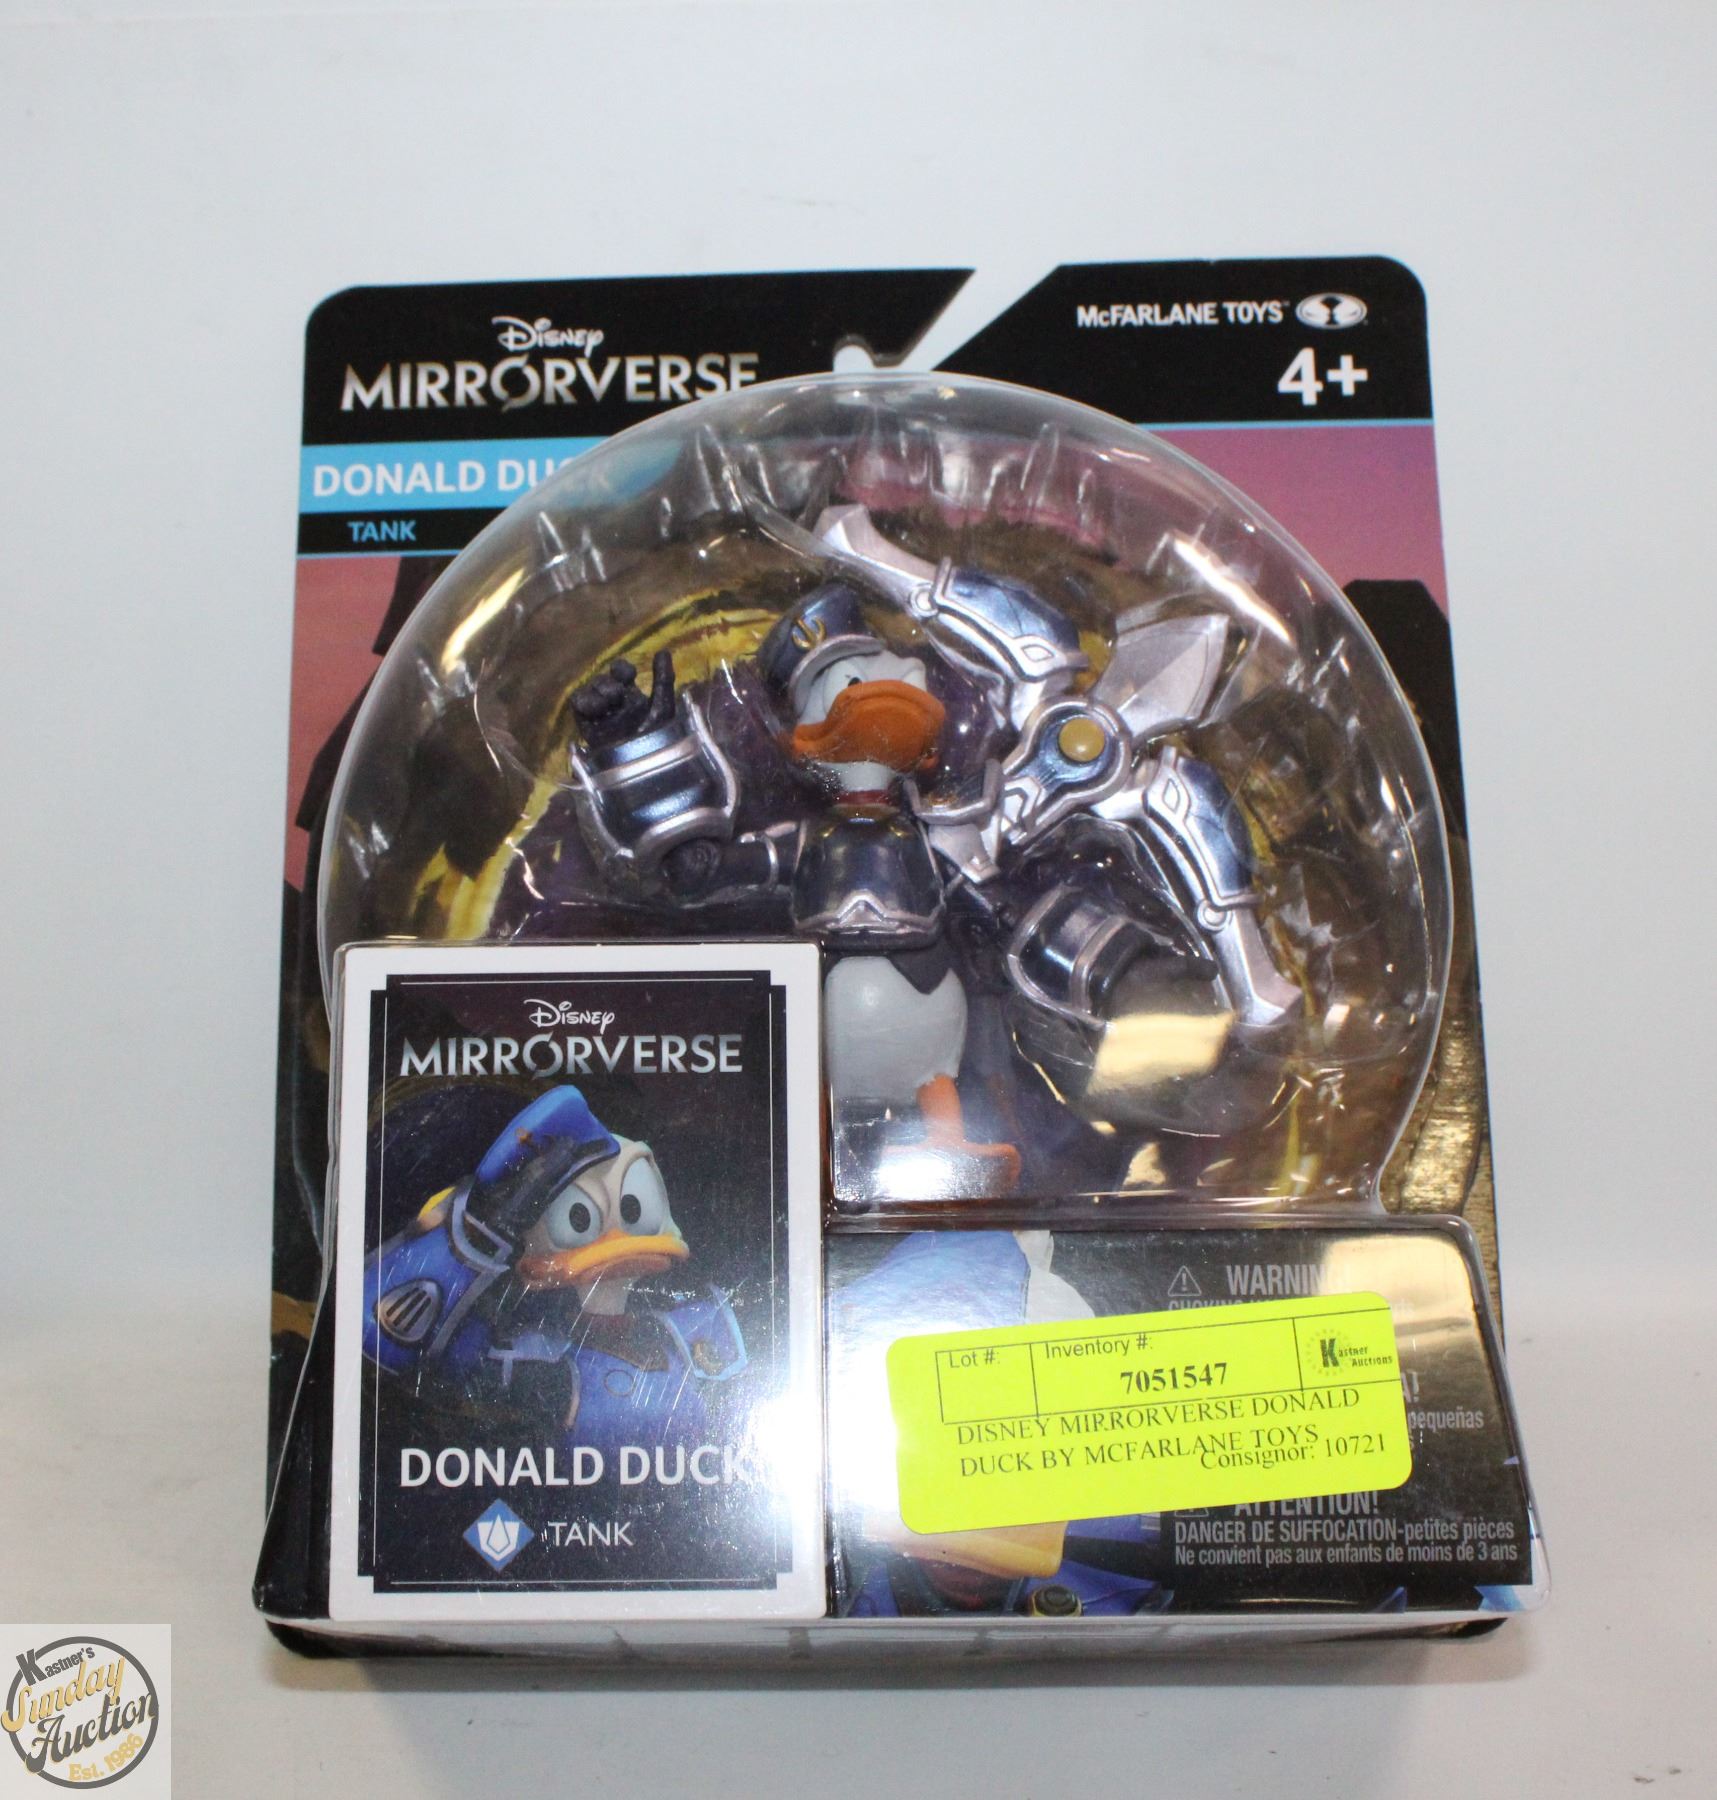 Disney
MIRRORVERSE
McFARLANE TOYS
4+
DONALD DUCK
TANK
Disney
MIRRORVERSE
DONALD DUCK
TANK
WARNING!
Lot #:
Inventory #:
7051547
Kastner
Auctions
DISNEY MIRRORVERSE DONALD
DUCK BY MCFARLANE TOYS
Consignor: 10721
pequeñas
ATTENTION!
DANGER DE SUFFOCATION-petites pièces
Ne convient pas aux enfants de moins de 3 ans
Kastner's
Sunday
Auction
Est. 1986